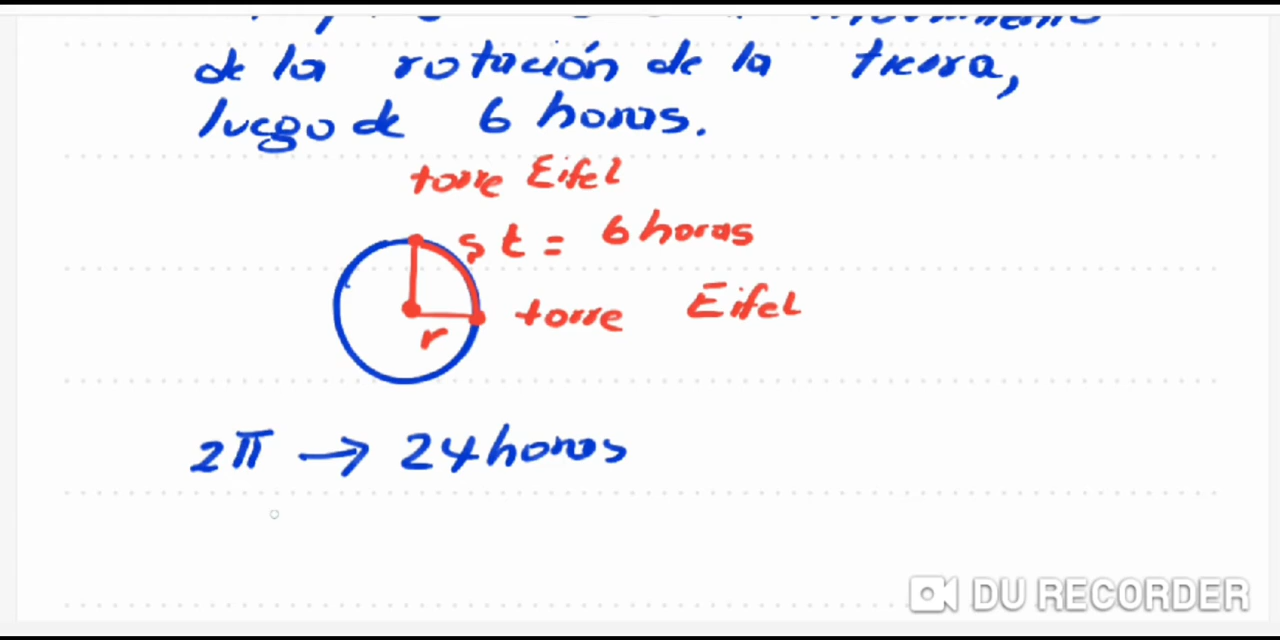 de la rotación de la tierra,
luego de 6 horas.
torre Eifel
s t = 6 horas
torre Eifel
r
2π → 24 horas
DU RECORDER